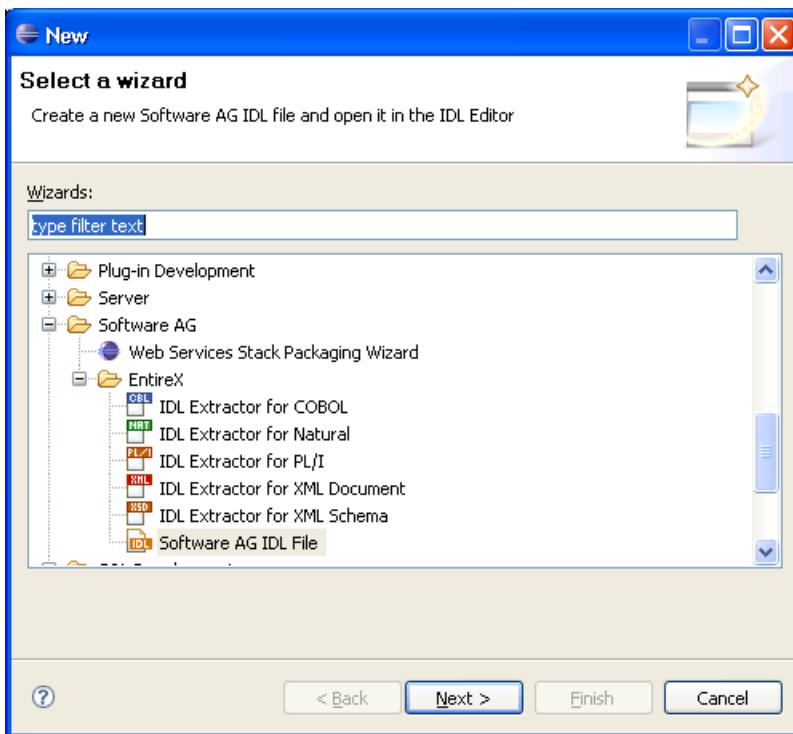 New
Select a wizard
Create a new Software AG IDL file and open it in the IDL Editor
Wizards:
type filter text
Plug-in Development
Server
Software AG
Web Services Stack Packaging Wizard
EntireX
CBL IDL Extractor for COBOL
NAT IDL Extractor for Natural
PL/I IDL Extractor for PL/I
XML IDL Extractor for XML Document
XSD IDL Extractor for XML Schema
IDL Software AG IDL File
< Back Next > Finish Cancel